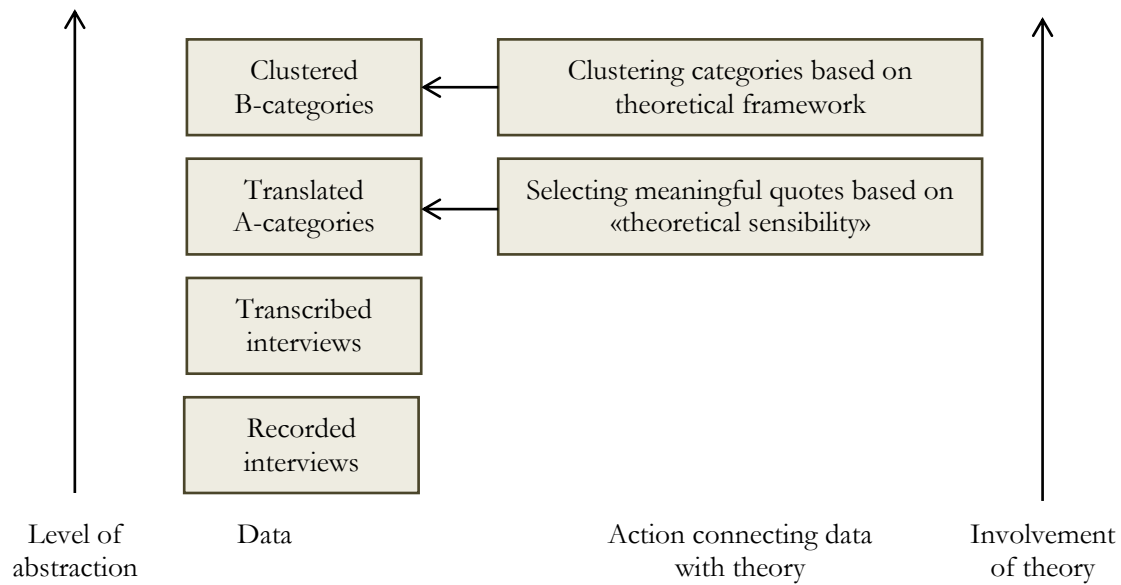 Clustered
B-categories
Clustering categories based on
theoretical framework
Translated
A-categories
Selecting meaningful quotes based on
«theoretical sensibility»
Transcribed
interviews
Recorded
interviews
Level of
abstraction
Data
Action connecting data
with theory
Involvement
of theory